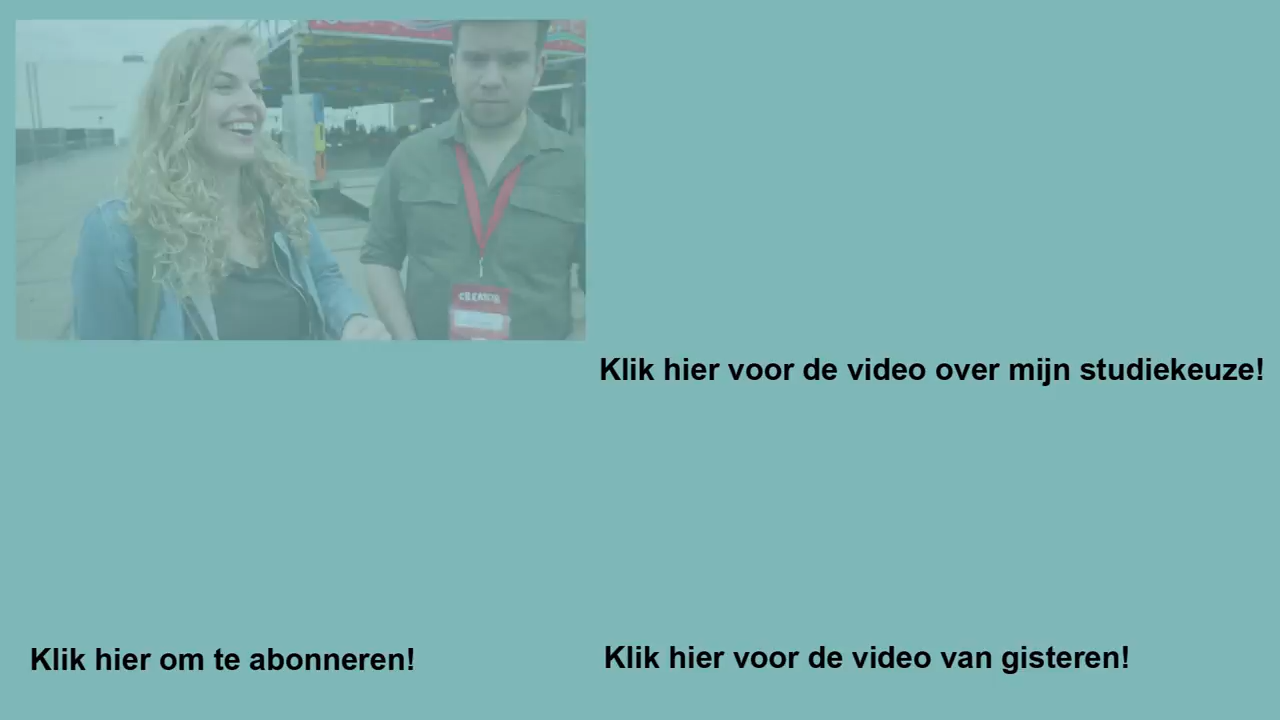 CREATOR
Klik hier voor de video over mijn studiekeuze!
Klik hier om te abonneren!
Klik hier voor de video van gisteren!